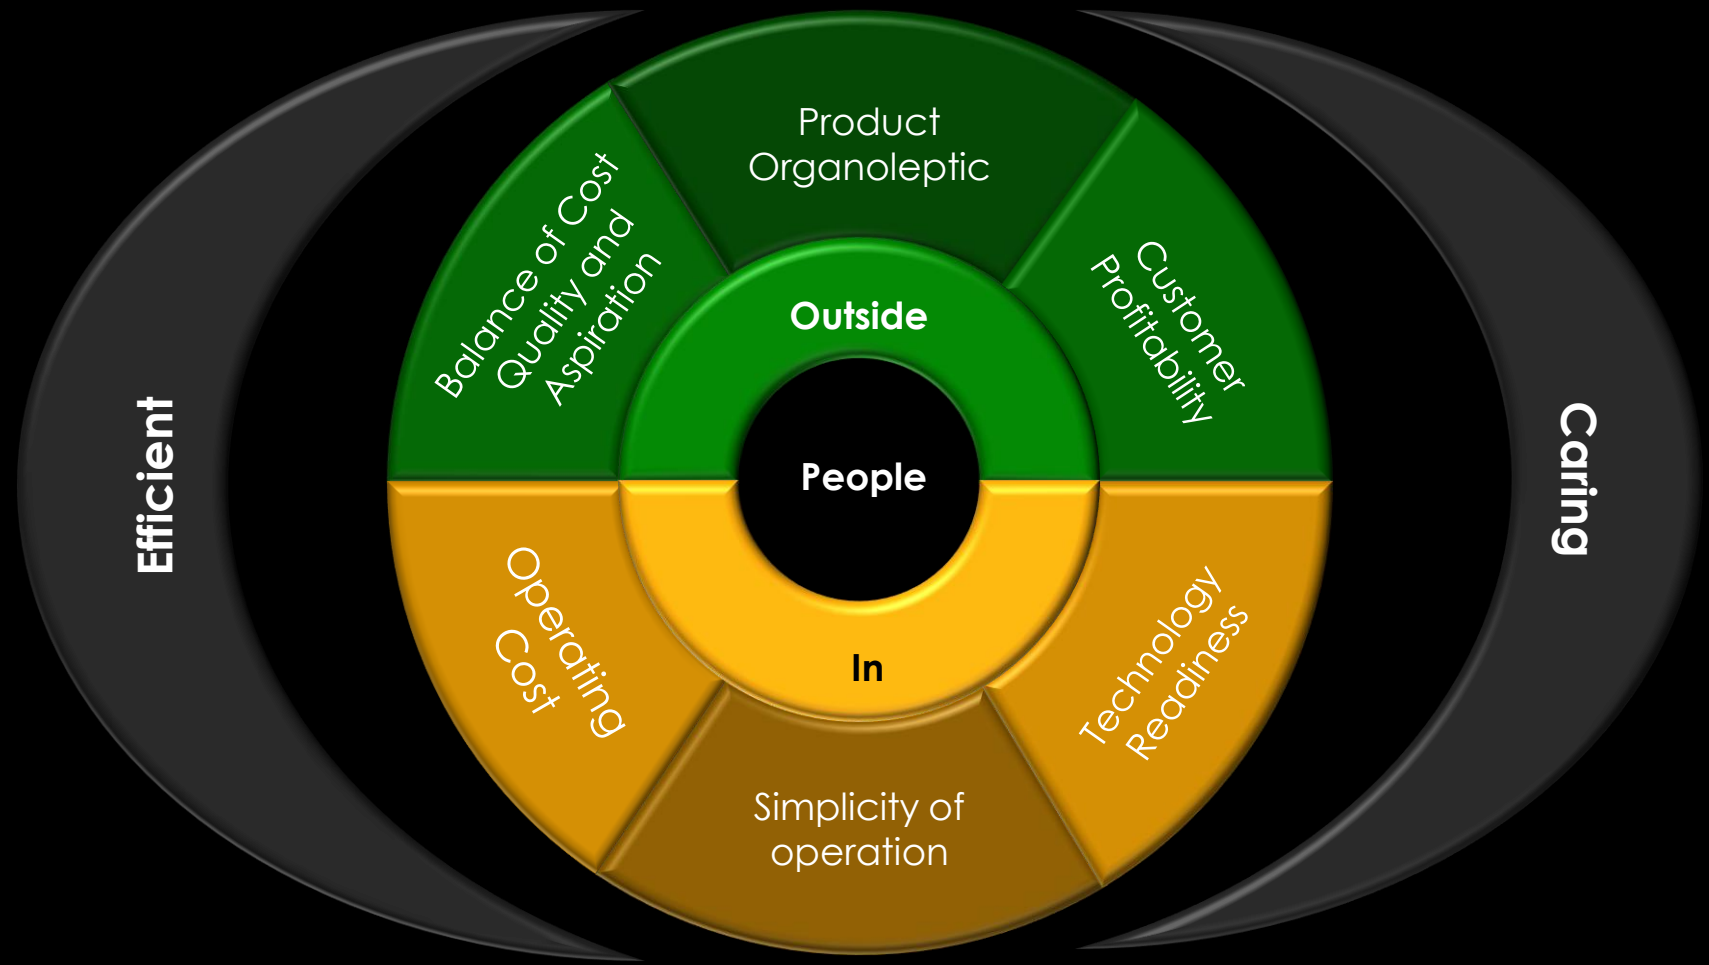 Product
Organoleptic
Balance of Cost
Quality and
Aspiration
Customer
Profitability
Outside
Efficient
People
Caring
In
Operating
Cost
Technology
Readiness
Simplicity of
operation